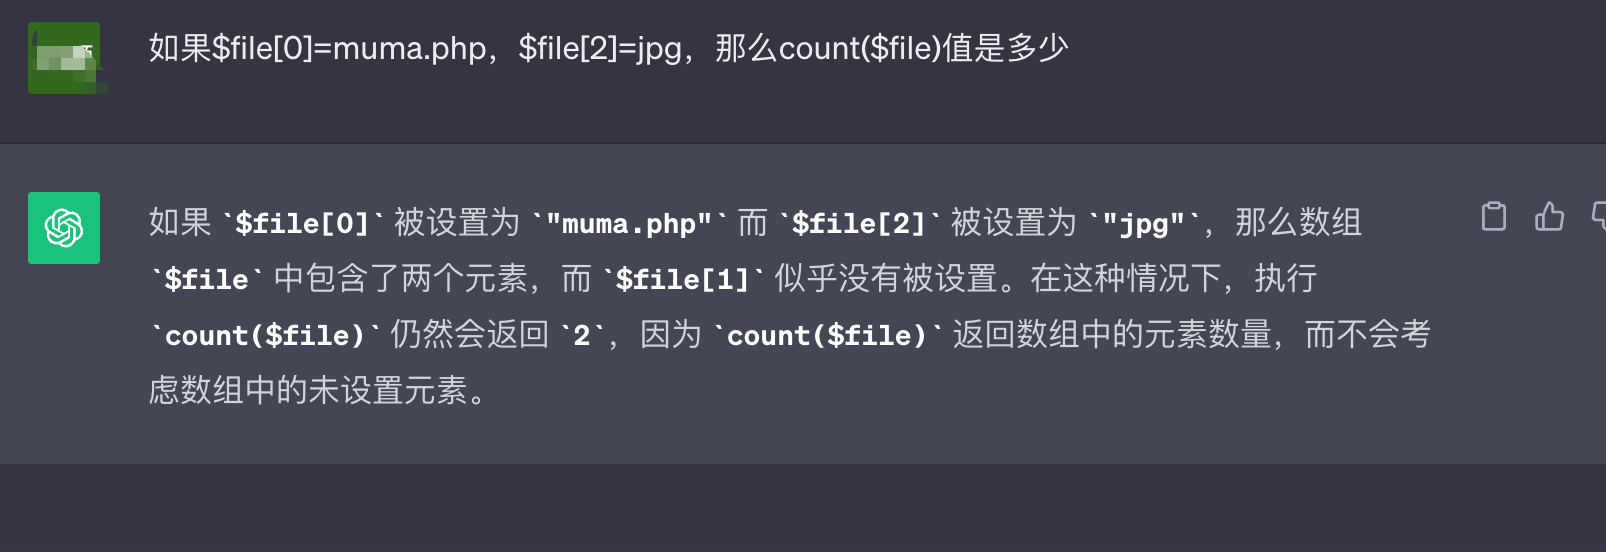 如果$file[0]=muma.php，$file[2]=jpg，那么count($file)值是多少
如果 `$file[0]` 被设置为 `"muma.php"` 而 `$file[2]` 被设置为 `"jpg"`，那么数组
`$file` 中包含了两个元素，而 `$file[1]` 似乎没有被设置。在这种情况下，执行
`count($file)` 仍然会返回 `2`，因为 `count($file)` 返回数组中的元素数量，而不会考
虑数组中的未设置元素。